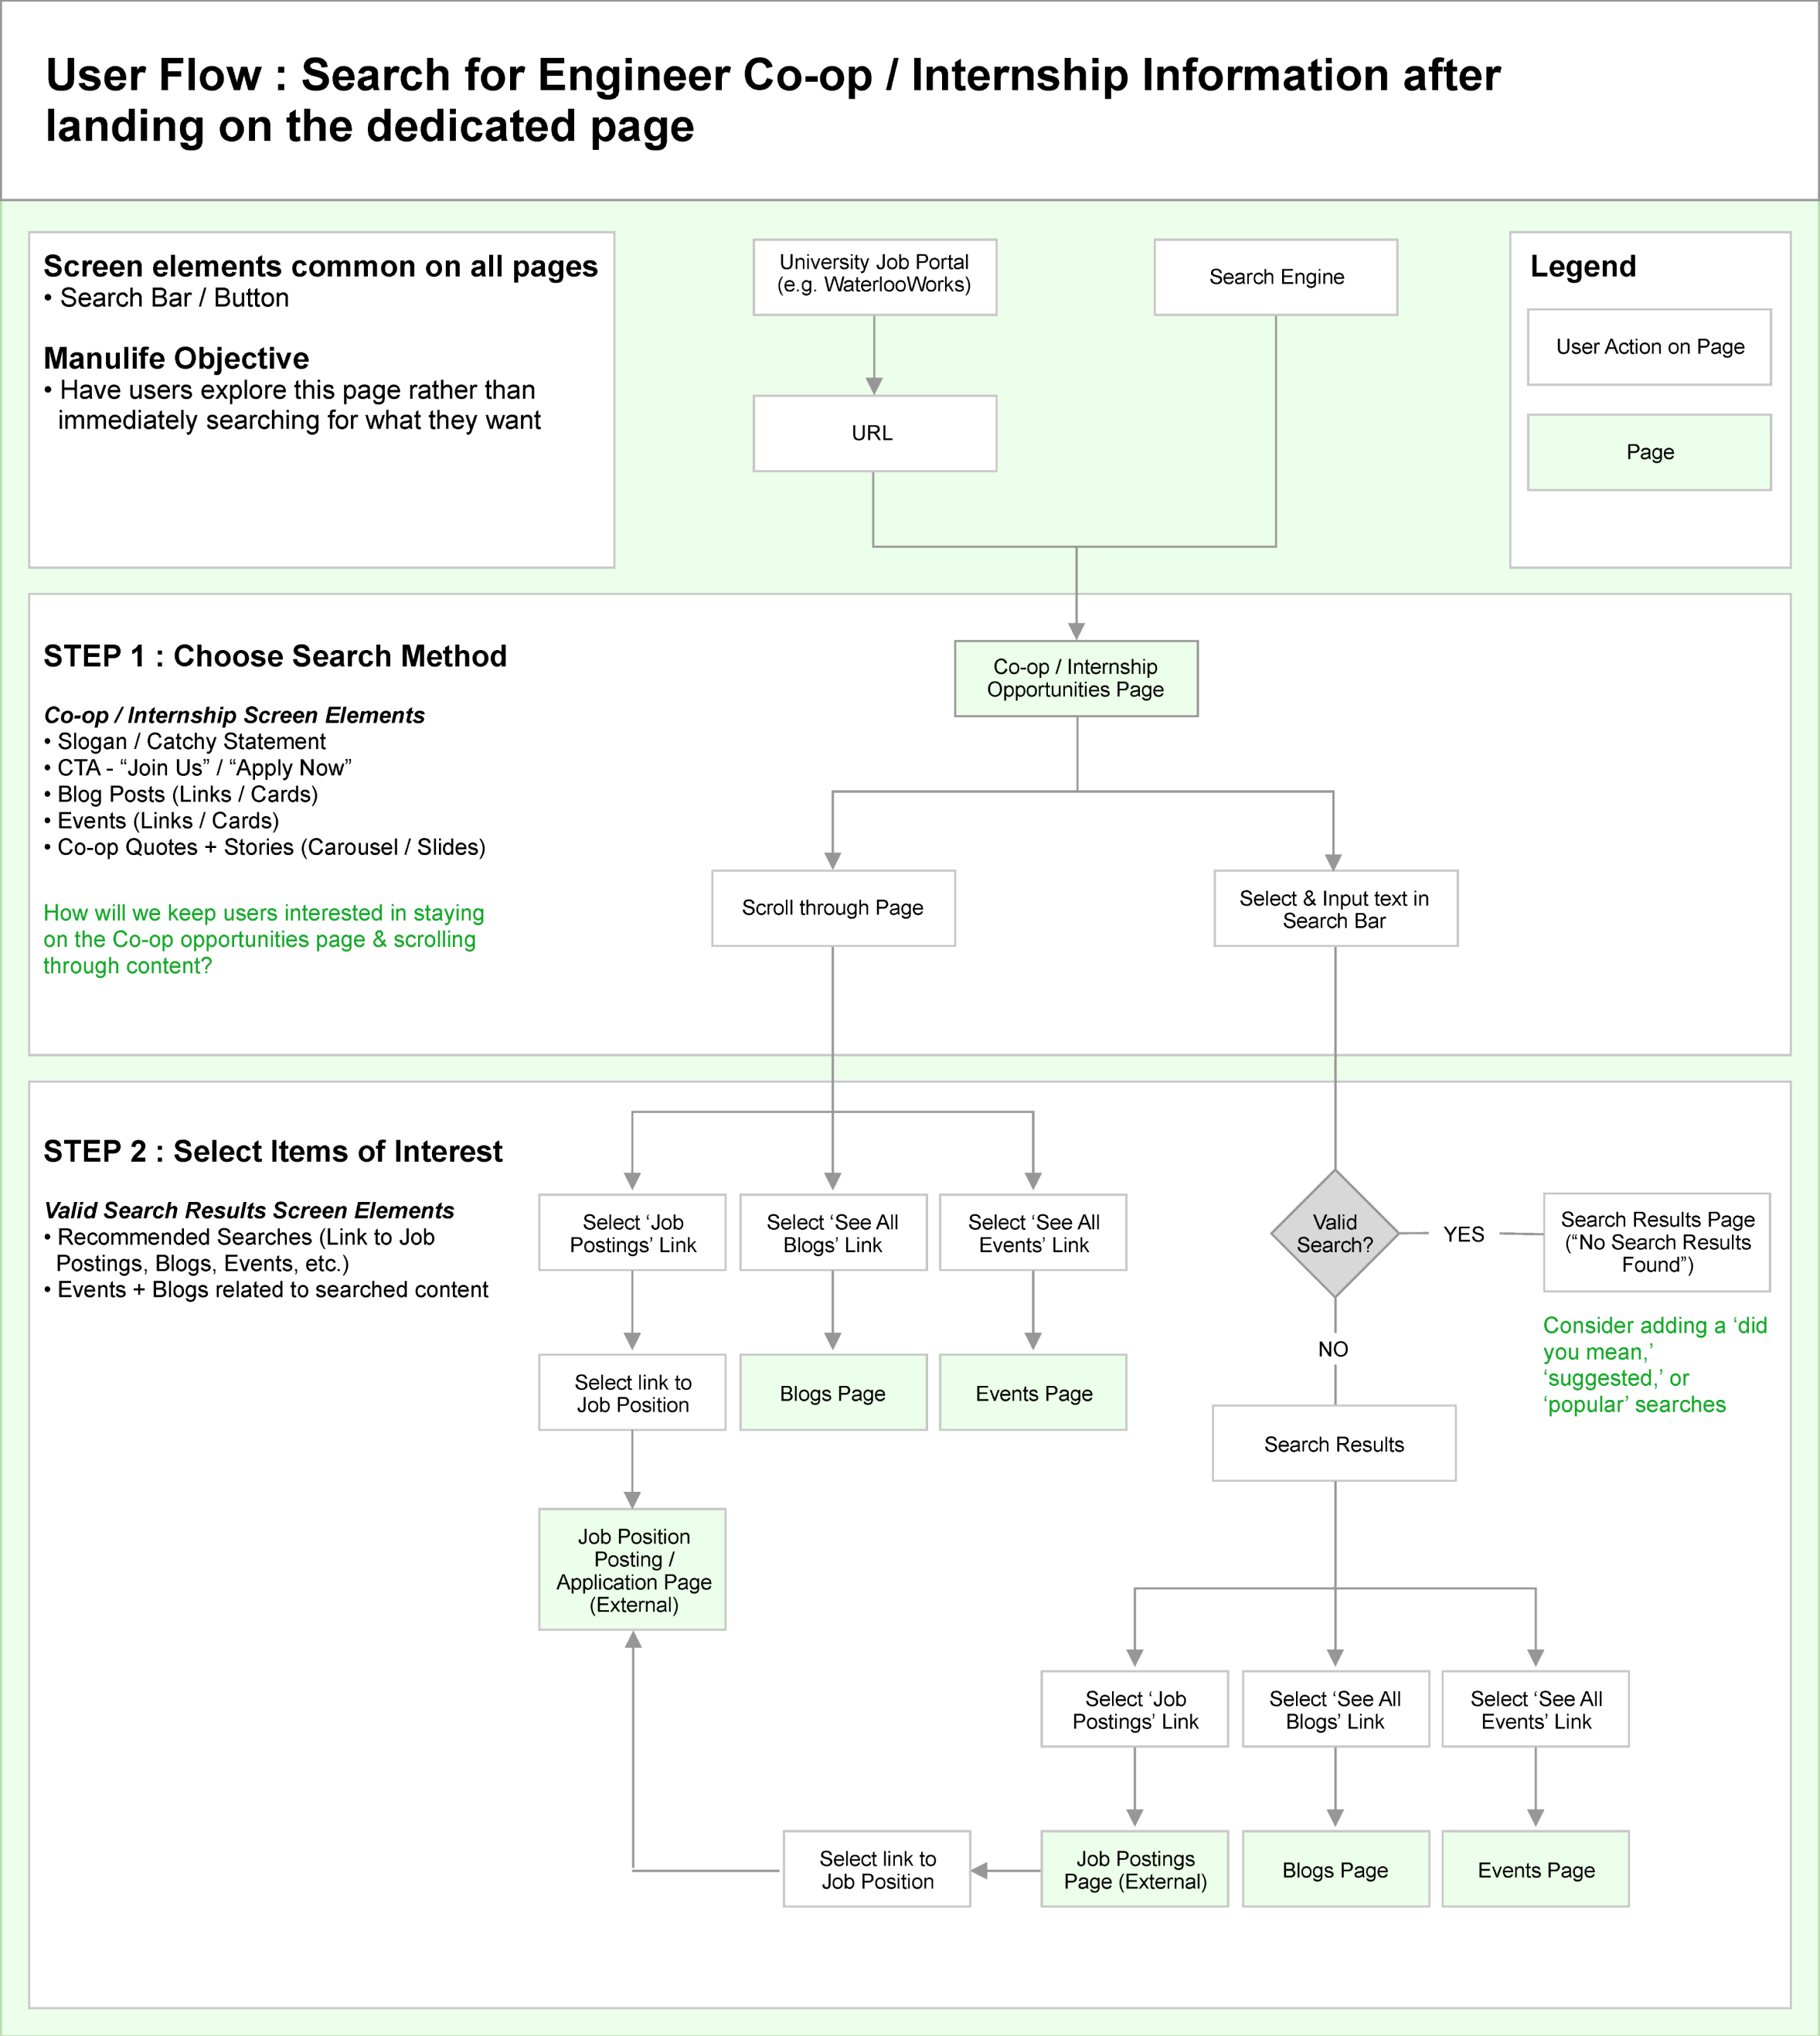 User Flow : Search for Engineer Co-op / Internship Information after
landing on the dedicated page
Screen elements common on all pages
• Search Bar / Button
Manulife Objective
• Have users explore this page rather than
immediately searching for what they want
University Job Portal
(e.g. WaterlooWorks)
Search Engine
URL
Legend
User Action on Page
Page
STEP 1 : Choose Search Method
Co-op / Internship Screen Elements
• Slogan / Catchy Statement
• CTA - “Join Us” / “Apply Now”
• Blog Posts (Links / Cards)
• Events (Links / Cards)
• Co-op Quotes + Stories (Carousel / Slides)
How will we keep users interested in staying
on the Co-op opportunities page & scrolling
through content?
Co-op / Internship
Opportunities Page
Scroll through Page
Select & Input text in
Search Bar
STEP 2 : Select Items of Interest
Valid Search Results Screen Elements
• Recommended Searches (Link to Job
Postings, Blogs, Events, etc.)
• Events + Blogs related to searched content
Select ‘Job
Postings’ Link
Select ‘See All
Blogs’ Link
Select ‘See All
Events’ Link
Valid
Search?
YES
Search Results Page
(“No Search Results
Found”)
Consider adding a ‘did
you mean,’
‘suggested,’ or
‘popular’ searches
NO
Select link to
Job Position
Blogs Page
Events Page
Search Results
Job Position
Posting /
Application Page
(External)
Select ‘Job
Postings’ Link
Select ‘See All
Blogs’ Link
Select ‘See All
Events’ Link
Select link to
Job Position
Job Postings
Page (External)
Blogs Page
Events Page